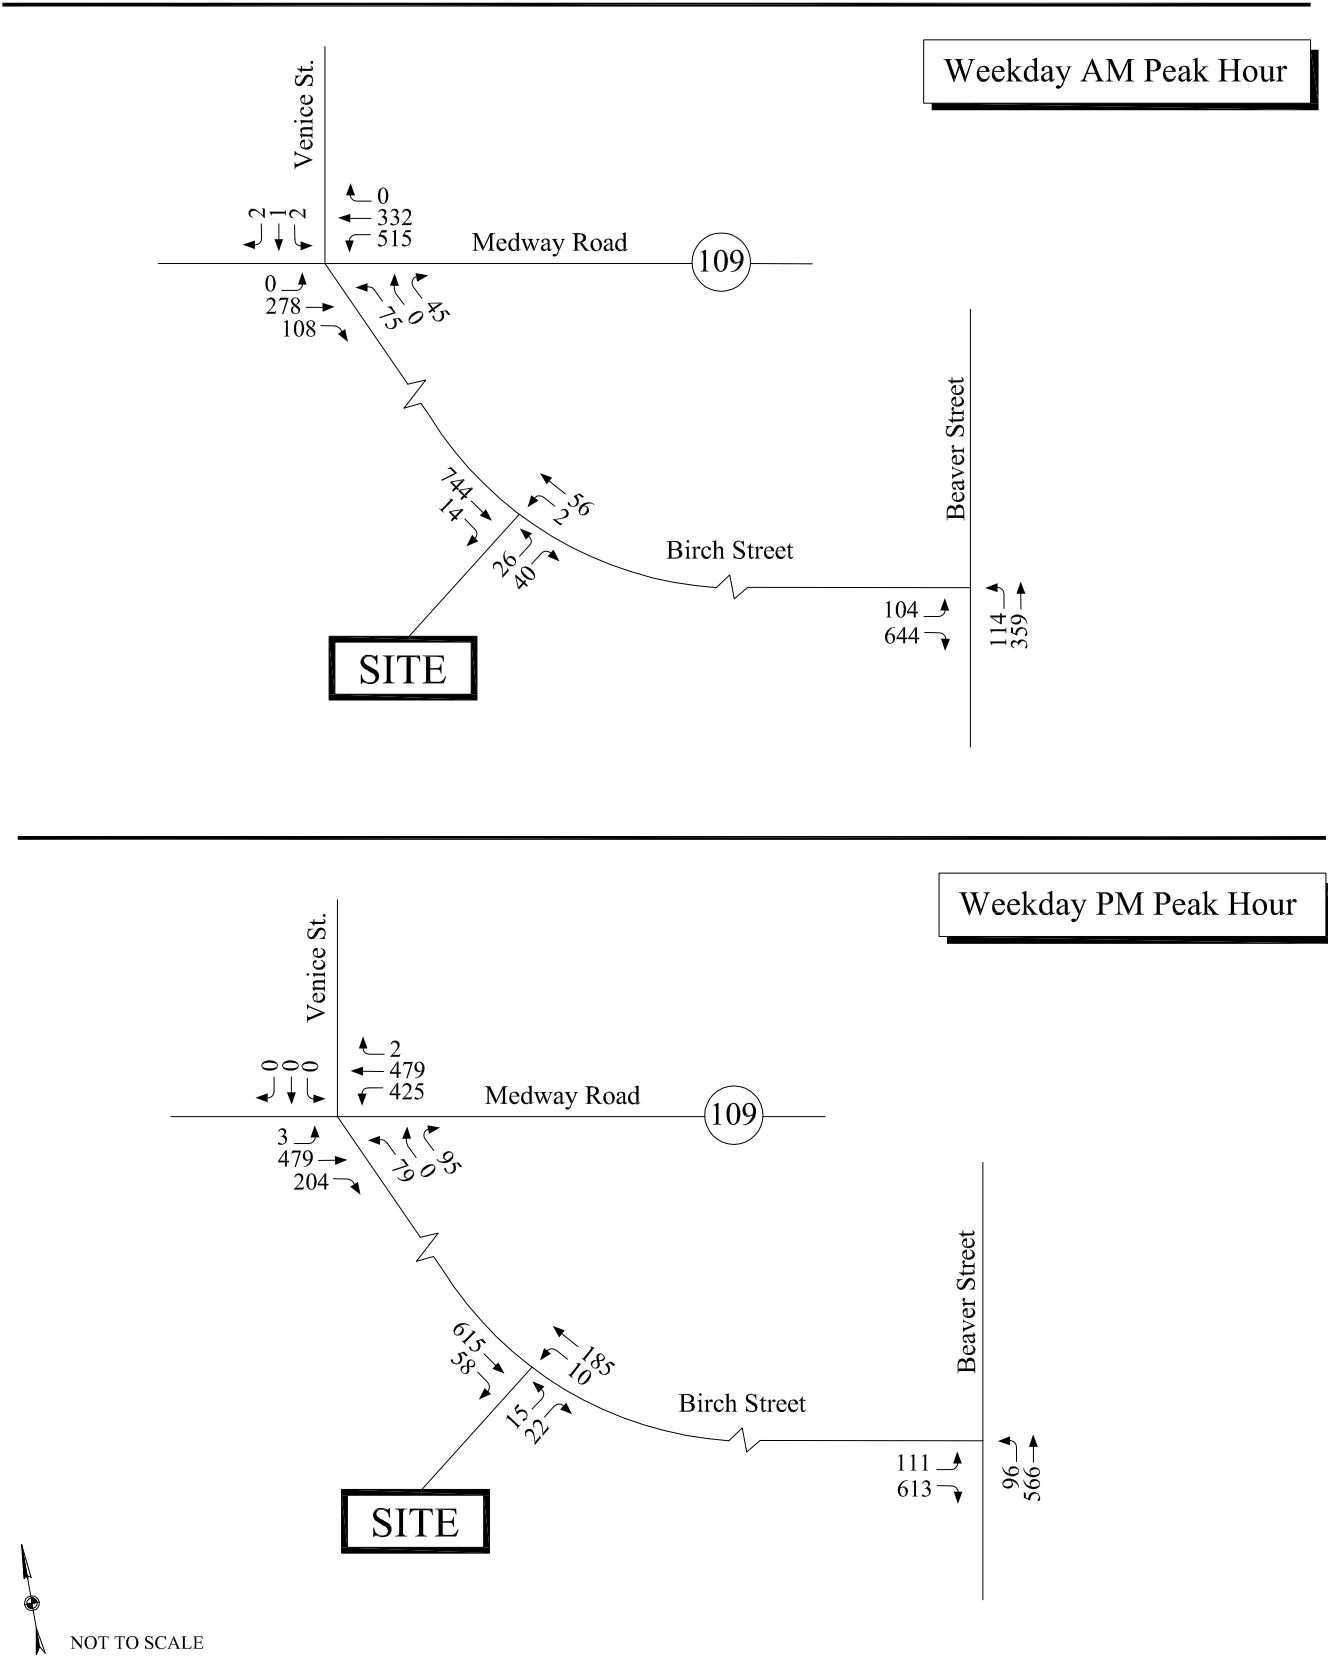 Weekday AM Peak Hour
Venice St.
2 1 2
0
332
515
Medway Road
109
0
278
108
75 0 45
Beaver Street
744
14
56
2
26
40
Birch Street
104
644
114
359
SITE
Weekday PM Peak Hour
Venice St.
0 0 0
2
479
425
Medway Road
109
3
479
204
79 0 95
Beaver Street
615
58
185
10
15
22
Birch Street
111
613
96
566
SITE
NOT TO SCALE